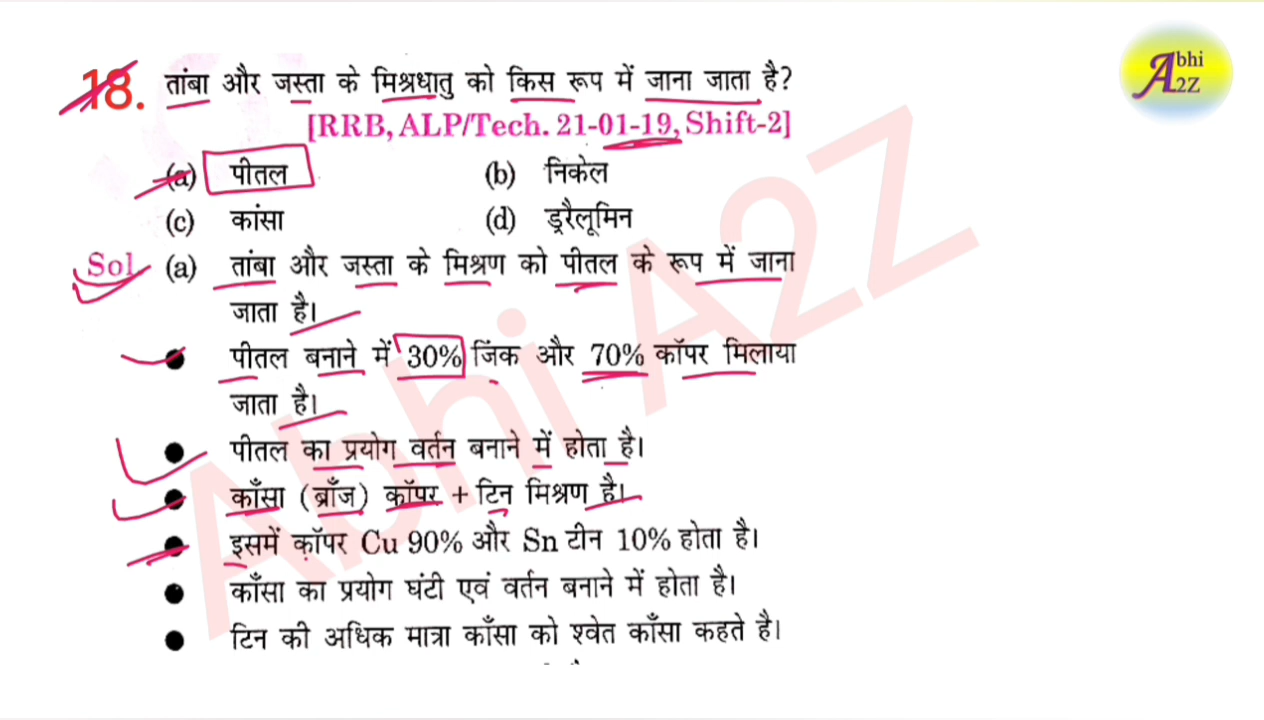 Abhi
A2Z
18. तांबा और जस्ता के मिश्रधातु को किस रूप में जाना जाता है?
[RRB, ALP/Tech. 21-01-19, Shift-2]
(a) पीतल (b) निकेल
(c) कांसा (d) ड्रैलूमिन
Sol (a) तांबा और जस्ता के मिश्रण को पीतल के रूप में जाना
जाता है।
● पीतल बनाने में 30% जिंक और 70% कॉपर मिलाया
जाता है।
● पीतल का प्रयोग वर्तन बनाने में होता है।
● काँसा (ब्राँज) कॉपर + टिन मिश्रण है।
● इसमें कॉपर Cu 90% और Sn टीन 10% होता है।
● काँसा का प्रयोग घंटी एवं वर्तन बनाने में होता है।
● टिन की अधिक मात्रा काँसा को श्वेत काँसा कहते है।
Abhi A2Z